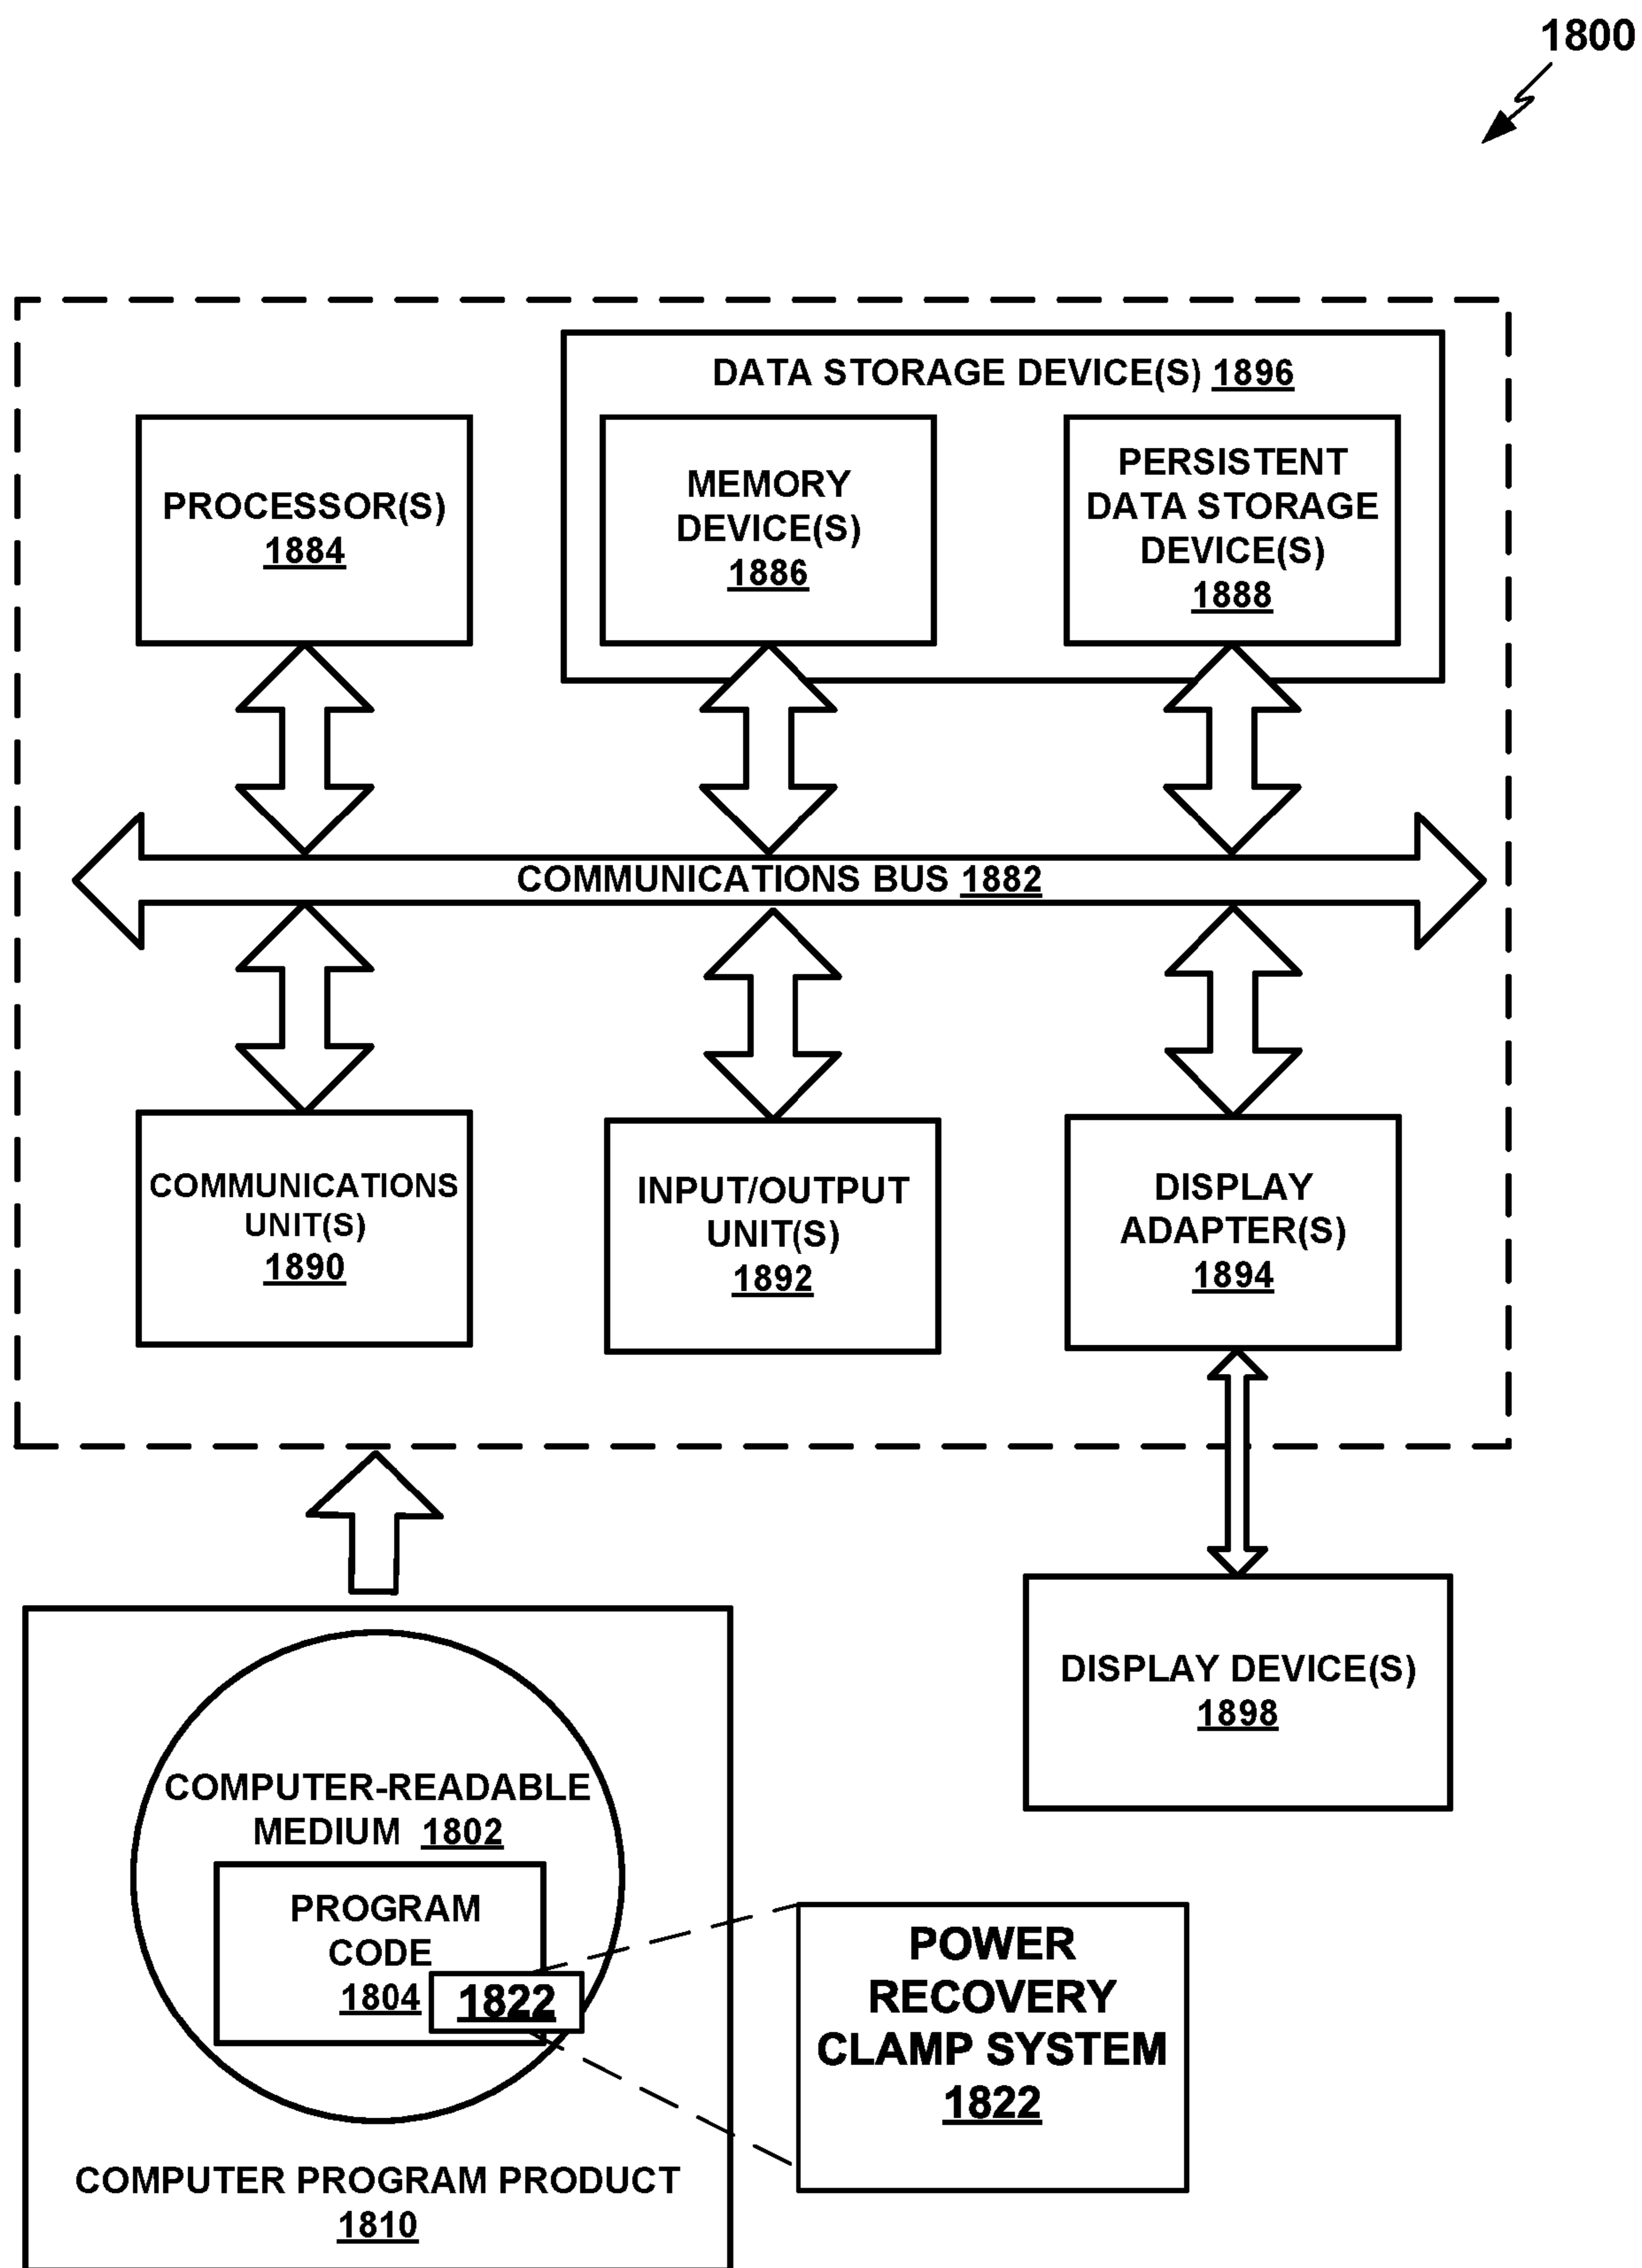 1800
DATA STORAGE DEVICE(S) 1896
PROCESSOR(S)
1884
MEMORY
DEVICE(S)
1886
PERSISTENT
DATA STORAGE
DEVICE(S)
1888
COMMUNICATIONS BUS 1882
COMMUNICATIONS
UNIT(S)
1890
INPUT/OUTPUT
UNIT(S)
1892
DISPLAY
ADAPTER(S)
1894
DISPLAY DEVICE(S)
1898
COMPUTER-READABLE
MEDIUM 1802
PROGRAM
CODE
1804
1822
POWER
RECOVERY
CLAMP SYSTEM
1822
COMPUTER PROGRAM PRODUCT
1810